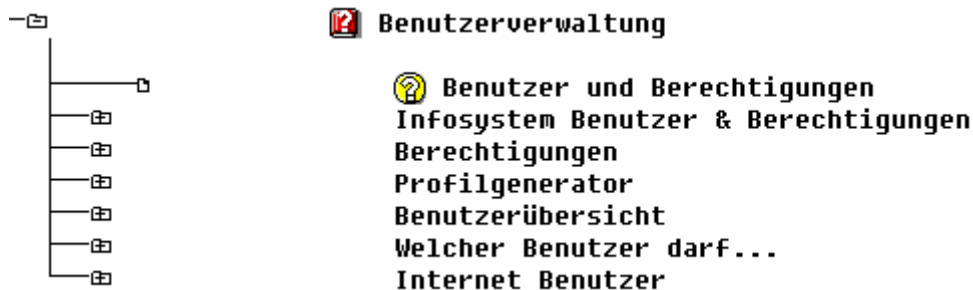 Benutzerverwaltung
Benutzer und Berechtigungen
Infosystem Benutzer & Berechtigungen
Berechtigungen
Profilgenerator
Benutzerübersicht
Welcher Benutzer darf...
Internet Benutzer